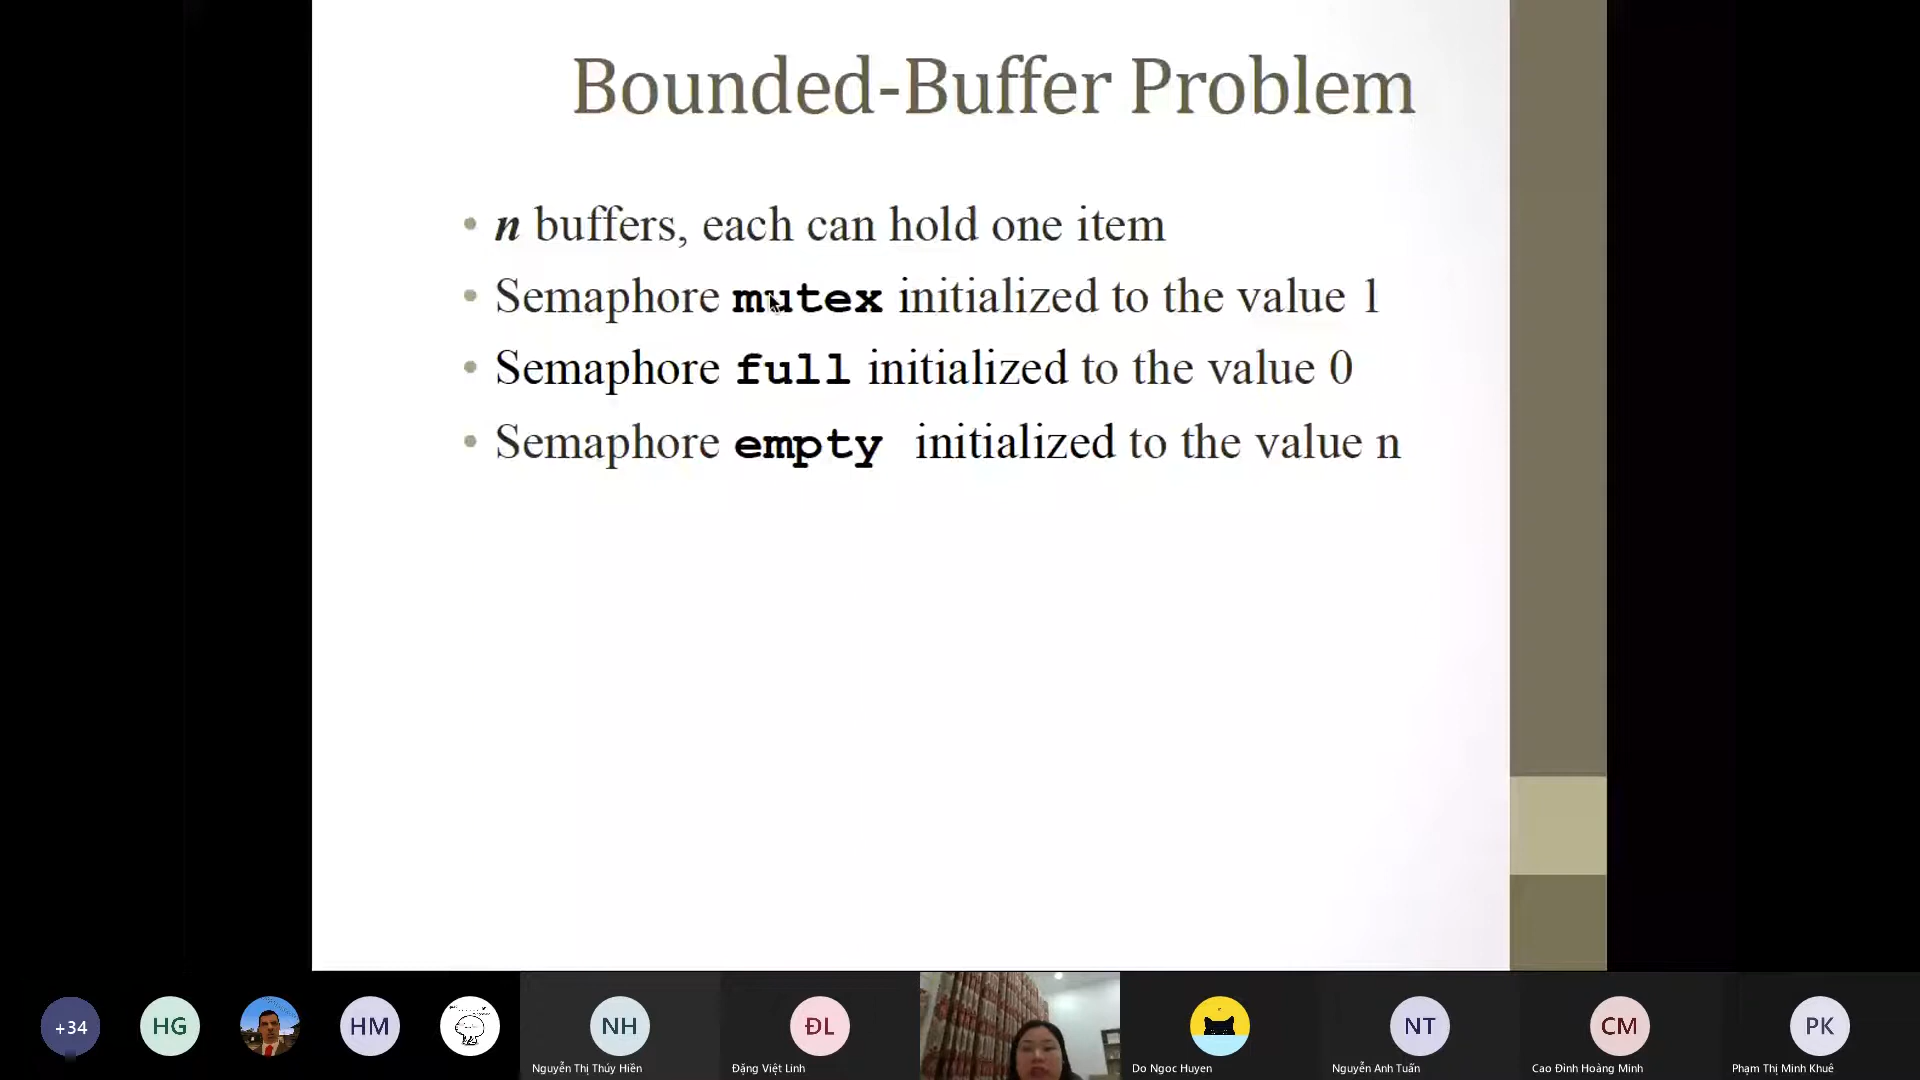 Bounded-Buffer Problem
• n buffers, each can hold one item
• Semaphore mutex initialized to the value 1
• Semaphore full initialized to the value 0
• Semaphore empty initialized to the value n
+34
HG
HM
NH
ĐL
NT
CM
PK
Nguyễn Thị Thúy Hiền
Đặng Việt Linh
Do Ngoc Huyen
Nguyễn Anh Tuấn
Cao Đình Hoàng Minh
Phạm Thị Minh Khuê